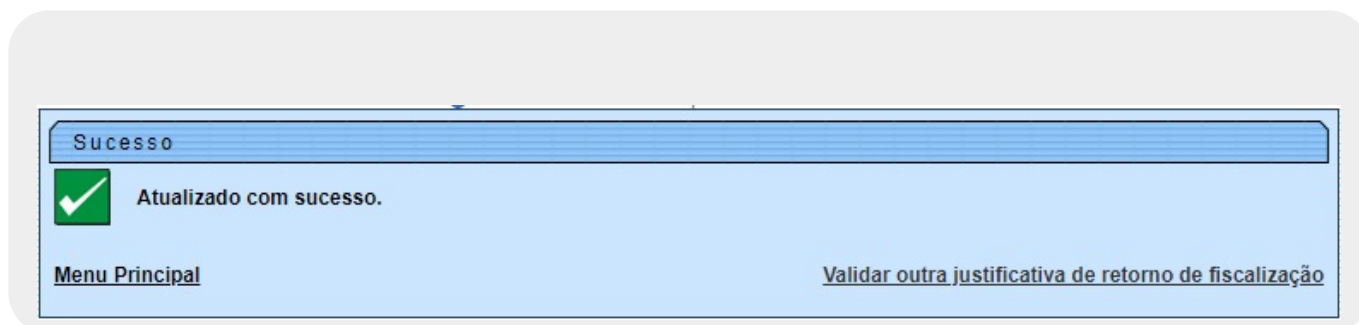 Sucesso
Atualizado com sucesso.
Menu Principal
Validar outra justificativa de retorno de fiscalização